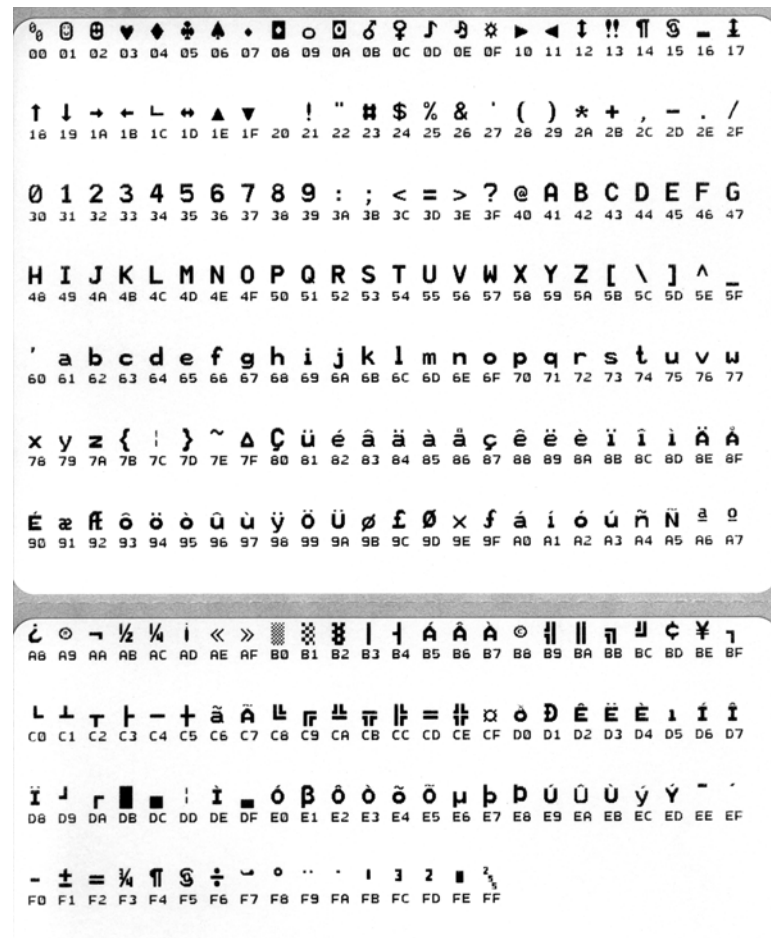 ⁰₀ ☺ ☻ ♥ ♦ ♣ ♠ • ◘ ○ ◙ ♂ ♀ ♪ ♫ ☼ ► ◄ ↕ ‼ ¶ § ▬ ↨
00 01 02 03 04 05 06 07 08 09 0A 0B 0C 0D 0E 0F 10 11 12 13 14 15 16 17
↑ ↓ → ← ∟ ↔ ▲ ▼ ! " # $ % & ' ( ) * + , - . /
18 19 1A 1B 1C 1D 1E 1F 20 21 22 23 24 25 26 27 28 29 2A 2B 2C 2D 2E 2F
0 1 2 3 4 5 6 7 8 9 : ; < = > ? @ A B C D E F G
30 31 32 33 34 35 36 37 38 39 3A 3B 3C 3D 3E 3F 40 41 42 43 44 45 46 47
H I J K L M N O P Q R S T U V W X Y Z [ \ ] ^ _
48 49 4A 4B 4C 4D 4E 4F 50 51 52 53 54 55 56 57 58 59 5A 5B 5C 5D 5E 5F
' a b c d e f g h i j k l m n o p q r s t u v w
60 61 62 63 64 65 66 67 68 69 6A 6B 6C 6D 6E 6F 70 71 72 73 74 75 76 77
x y z { ¦ } ~ ∆ Ç ü é â ä à å ç ê ë è ï î ì Ä Å
78 79 7A 7B 7C 7D 7E 7F 80 81 82 83 84 85 86 87 88 89 8A 8B 8C 8D 8E 8F
É æ Æ ô ö ò û ù ÿ Ö Ü ø £ Ø × ƒ á í ó ú ñ Ñ ª º
90 91 92 93 94 95 96 97 98 99 9A 9B 9C 9D 9E 9F A0 A1 A2 A3 A4 A5 A6 A7
¿ ® ¬ ½ ¼ ¡ « » ░ ▒ ▓ │ ┤ Á Â À © ╣ ║ ╗ ╝ ¢ ¥ ┐
A8 A9 AA AB AC AD AE AF B0 B1 B2 B3 B4 B5 B6 B7 B8 B9 BA BB BC BD BE BF
└ ┴ ┬ ├ ─ ┼ ã Ã ╚ ╔ ╩ ╦ ╠ ═ ╬ ¤ ð Ð Ê Ë È ı Í Î
C0 C1 C2 C3 C4 C5 C6 C7 C8 C9 CA CB CC CD CE CF D0 D1 D2 D3 D4 D5 D6 D7
Ï ┘ ┌ █ ▄ ¦ Ì ▬ Ó β Ô Ò õ Õ µ þ Þ Ú Û Ù ý Ý ¯ ´
D8 D9 DA DB DC DD DE DF E0 E1 E2 E3 E4 E5 E6 E7 E8 E9 EA EB EC ED EE EF
- ± = ¾ ¶ § ÷ ¸ ° ¨ · ı ³ ² ■ ²₅₅
F0 F1 F2 F3 F4 F5 F6 F7 F8 F9 FA FB FC FD FE FF